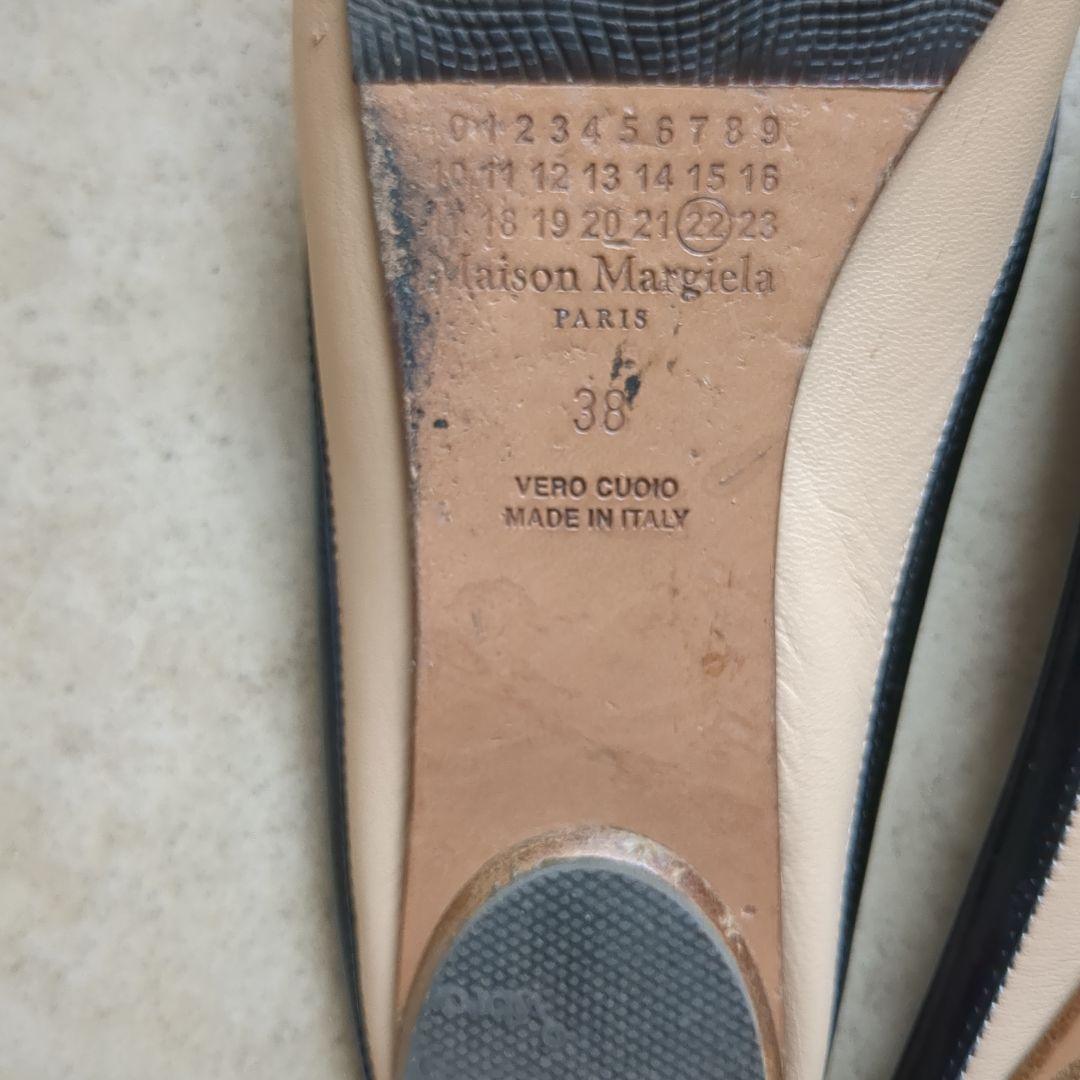 0 1 2 3 4 5 6 7 8 9
10 11 12 13 14 15 16
18 19 20 21 22 23
Maison Margiela
PARIS
38
VERO CUOIO
MADE IN ITALY